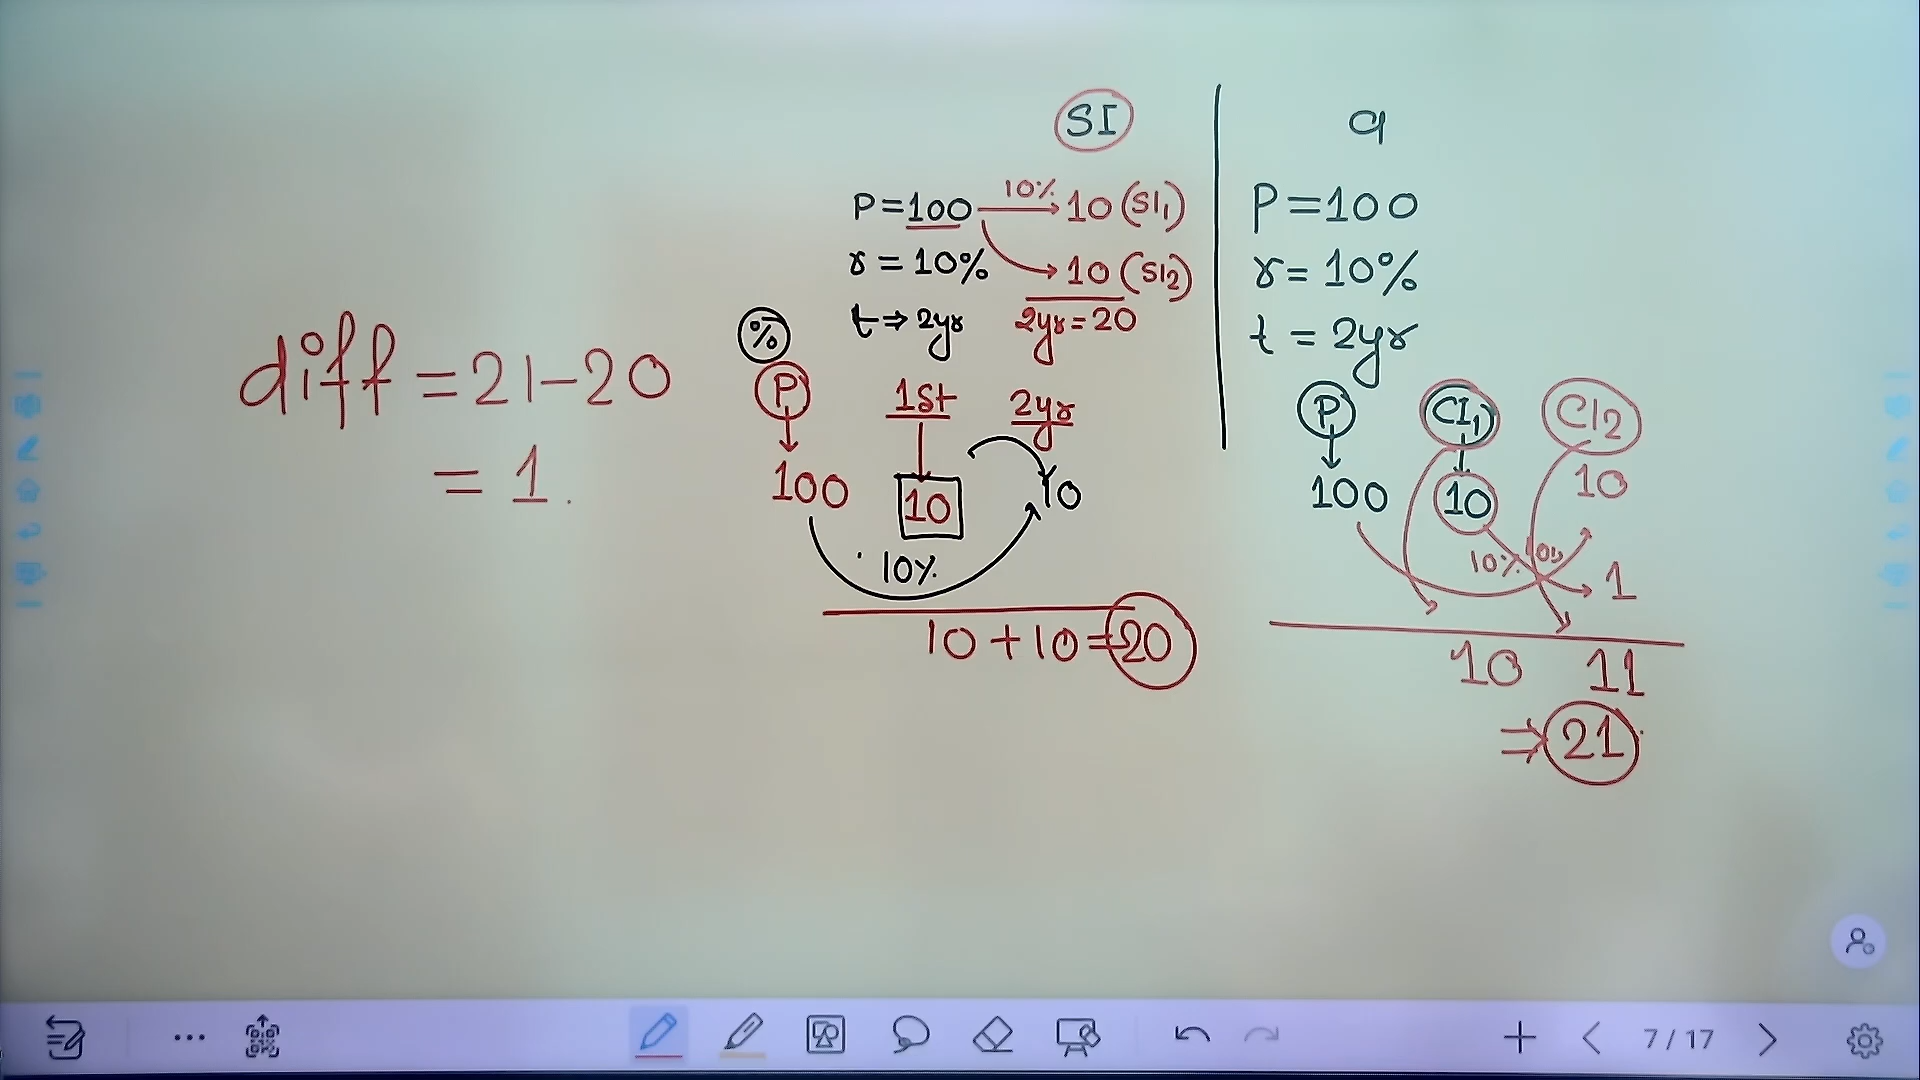 SI
P=100 10% 10 (SI1)
r = 10% 10 (SI2)
t ⇒ 2yr 2yr=20
%
P 1st 2yr
100 10 10
10%
10 + 10 = 20
CI
P=100
r= 10%
t = 2yr
P CI1 CI2
100 10 10
10% 1
10 11
⇒ 21
diff = 21-20
= 1.
7 / 17